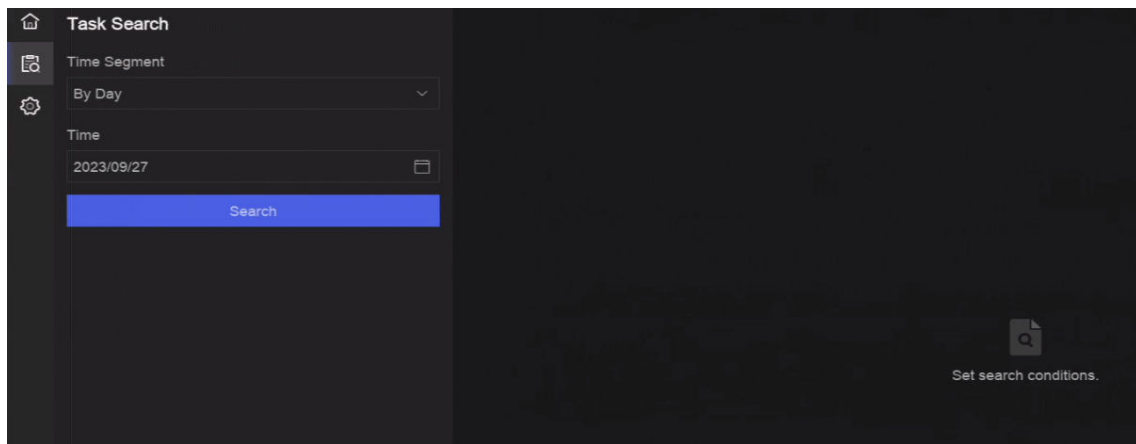 Task Search
Time Segment
By Day
Time
2023/09/27
Search
Set search conditions.